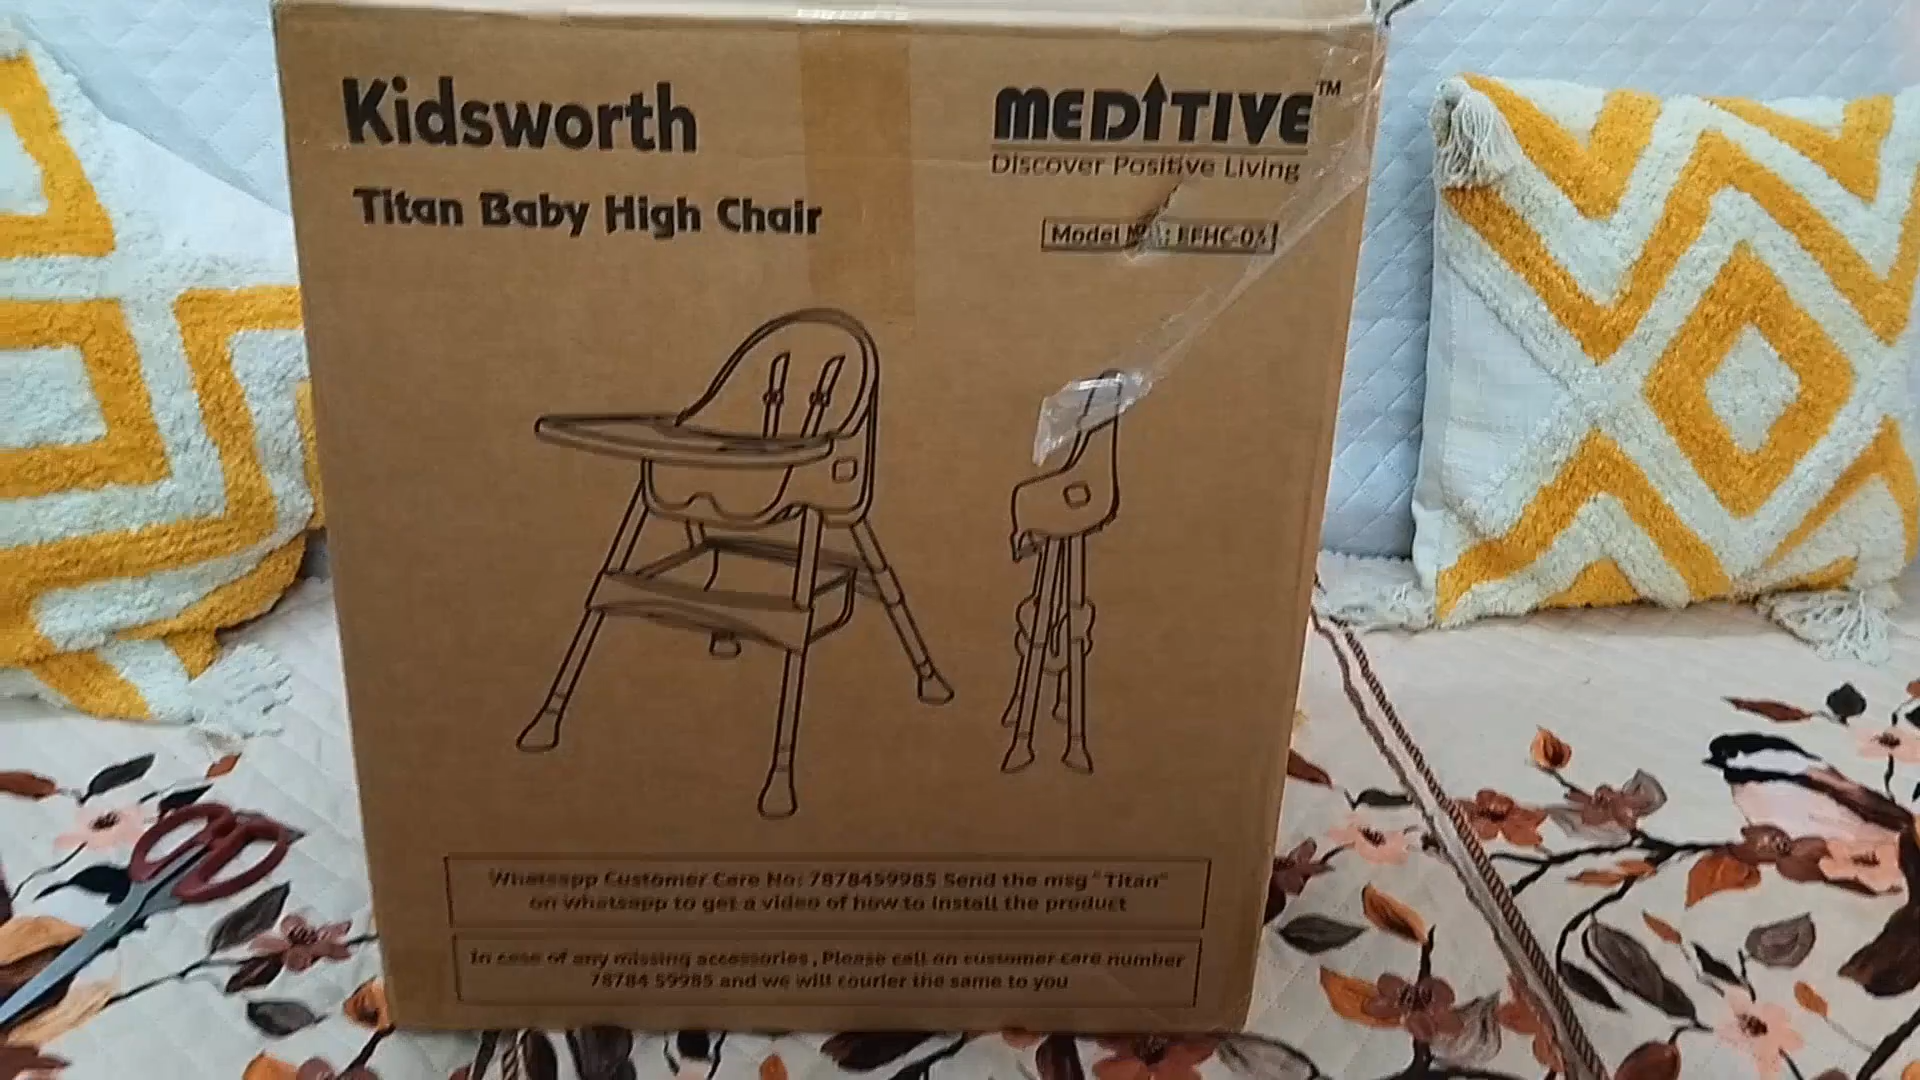 Kidsworth
MEDITIVE™
Discover Positive Living
Titan Baby High Chair
Model
Whatsapp Customer Care No: 7878459985 Send the msg "Titan"
on whatsapp to get a video of how to install the product
In case of any missing accessories, Please call on customer care number
78784 59985 and we will courier the same to you